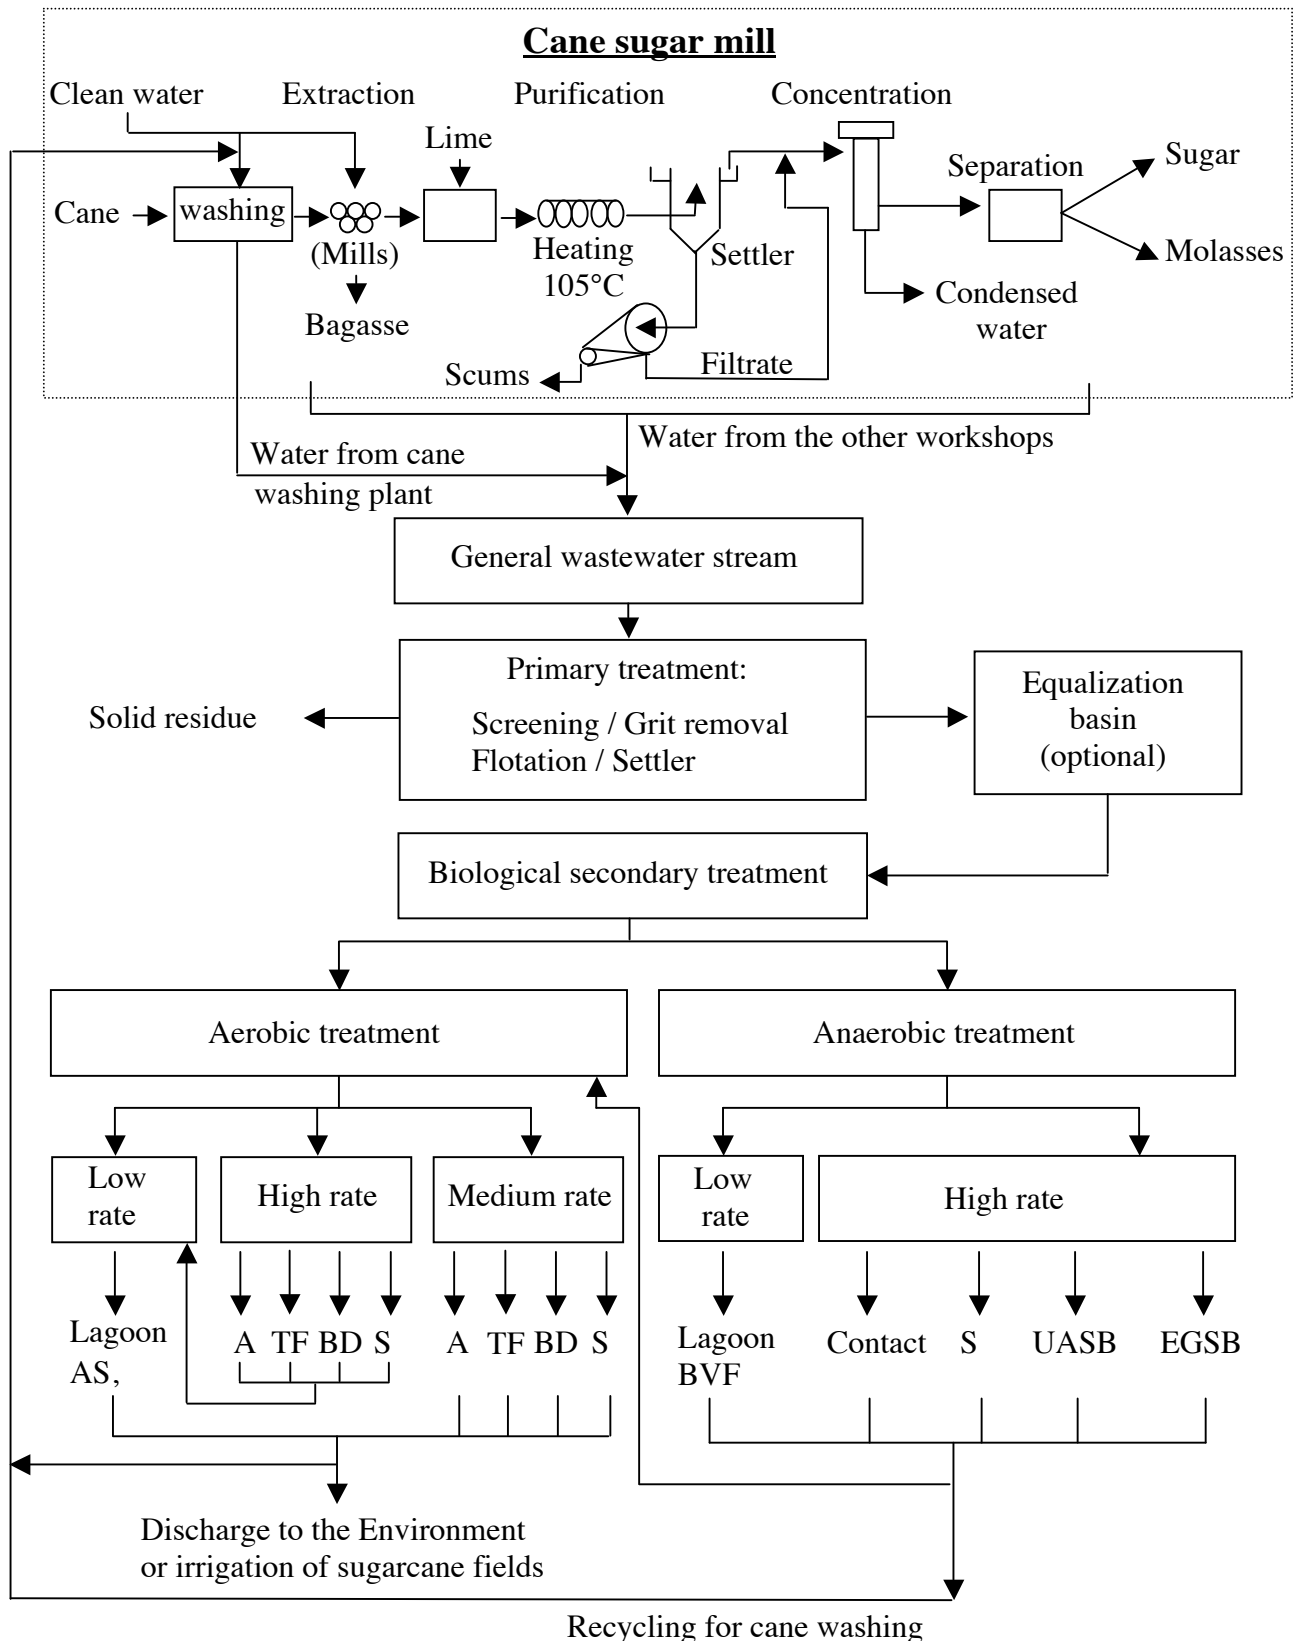 Cane sugar mill
Clean water
Extraction
Purification
Concentration
Lime
Separation
Sugar
Cane
washing
(Mills)
Heating
105°C
Settler
Molasses
Bagasse
Condensed
water
Scums
Filtrate
Water from the other workshops
Water from cane
washing plant
General wastewater stream
Primary treatment:
Screening / Grit removal
Flotation / Settler
Solid residue
Equalization
basin
(optional)
Biological secondary treatment
Aerobic treatment
Anaerobic treatment
Low
rate
High rate
Medium rate
Low
rate
High rate
Lagoon
AS,
A TF BD S
A TF BD S
Lagoon
BVF
Contact
S
UASB
EGSB
Discharge to the Environment
or irrigation of sugarcane fields
Recycling for cane washing